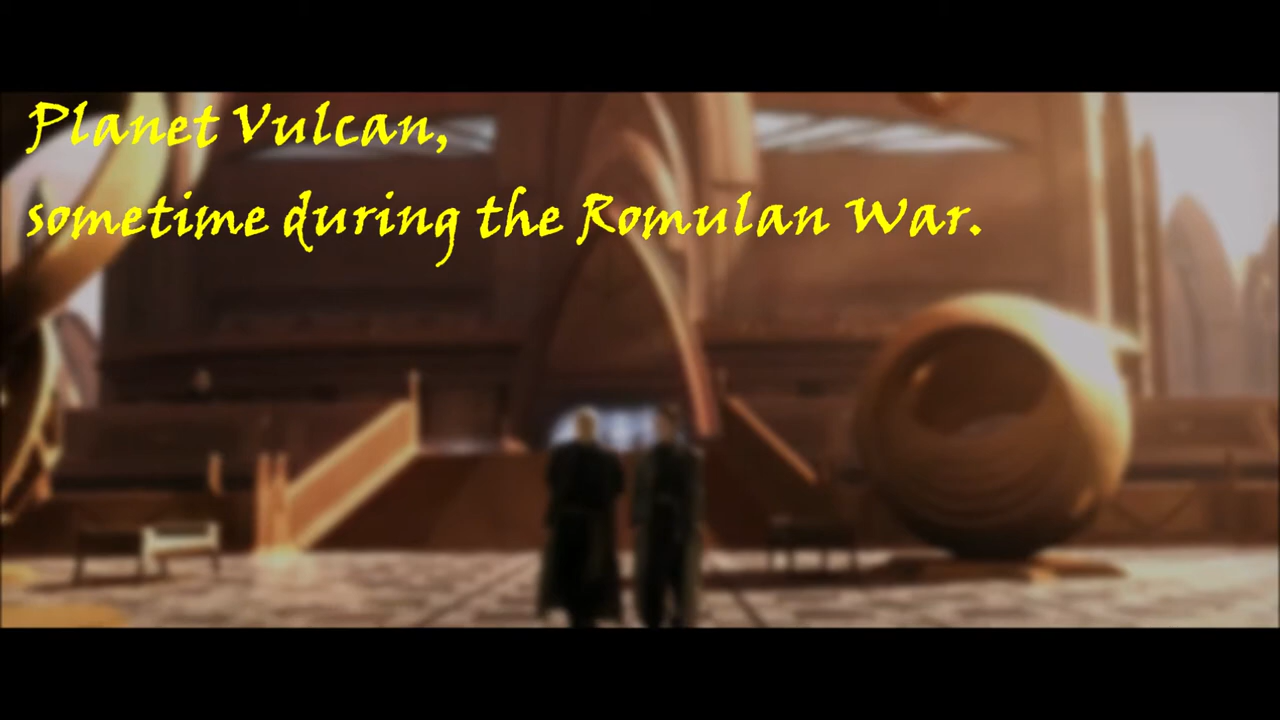 Planet Vulcan,
sometime during the Romulan War.